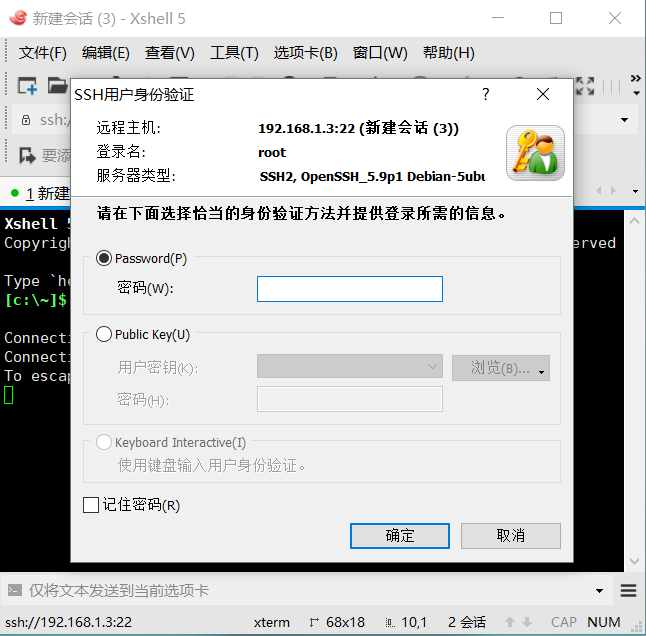 新建会话 (3) - Xshell 5
文件(F) 编辑(E) 查看(V) 工具(T) 选项卡(B) 窗口(W) 帮助(H)
ssh:/
要添
1 新建
SSH用户身份验证 ?
远程主机: 192.168.1.3:22 (新建会话 (3))
登录名: root
服务器类型: SSH2, OpenSSH_5.9p1 Debian-5ubu
请在下面选择恰当的身份验证方法并提供登录所需的信息。
Password(P)
密码(W):
Public Key(U)
用户密钥(K): 浏览(B)...
密码(H):
Keyboard Interactive(I)
使用键盘输入用户身份验证。
记住密码(R)
确定 取消
Xshell 5
Copyrigh erved
Type `he
[c:\~]$
Connecti
Connecti
To escap
仅将文本发送到当前选项卡
ssh://192.168.1.3:22 xterm 68x18 10,1 2 会话 CAP NUM